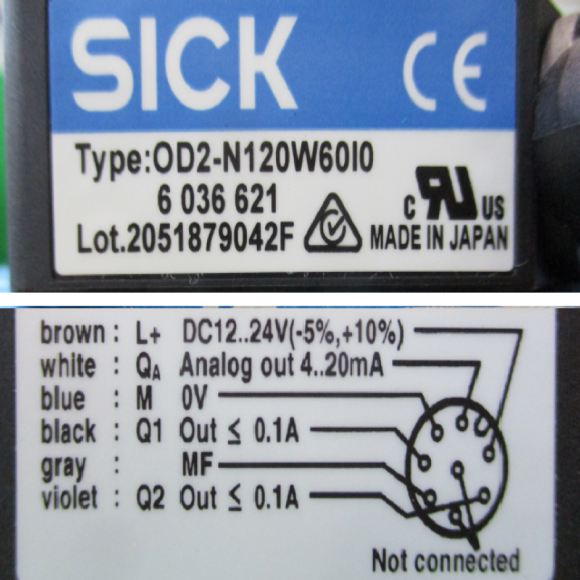 SICK CE
Type:OD2-N120W60I0
6 036 621
Lot.2051879042F
C RU US
MADE IN JAPAN
brown : L+ DC12..24V(-5%,+10%)
white : QA Analog out 4..20mA
blue : M 0V
black : Q1 Out ≤ 0.1A
gray : MF
violet : Q2 Out ≤ 0.1A
Not connected